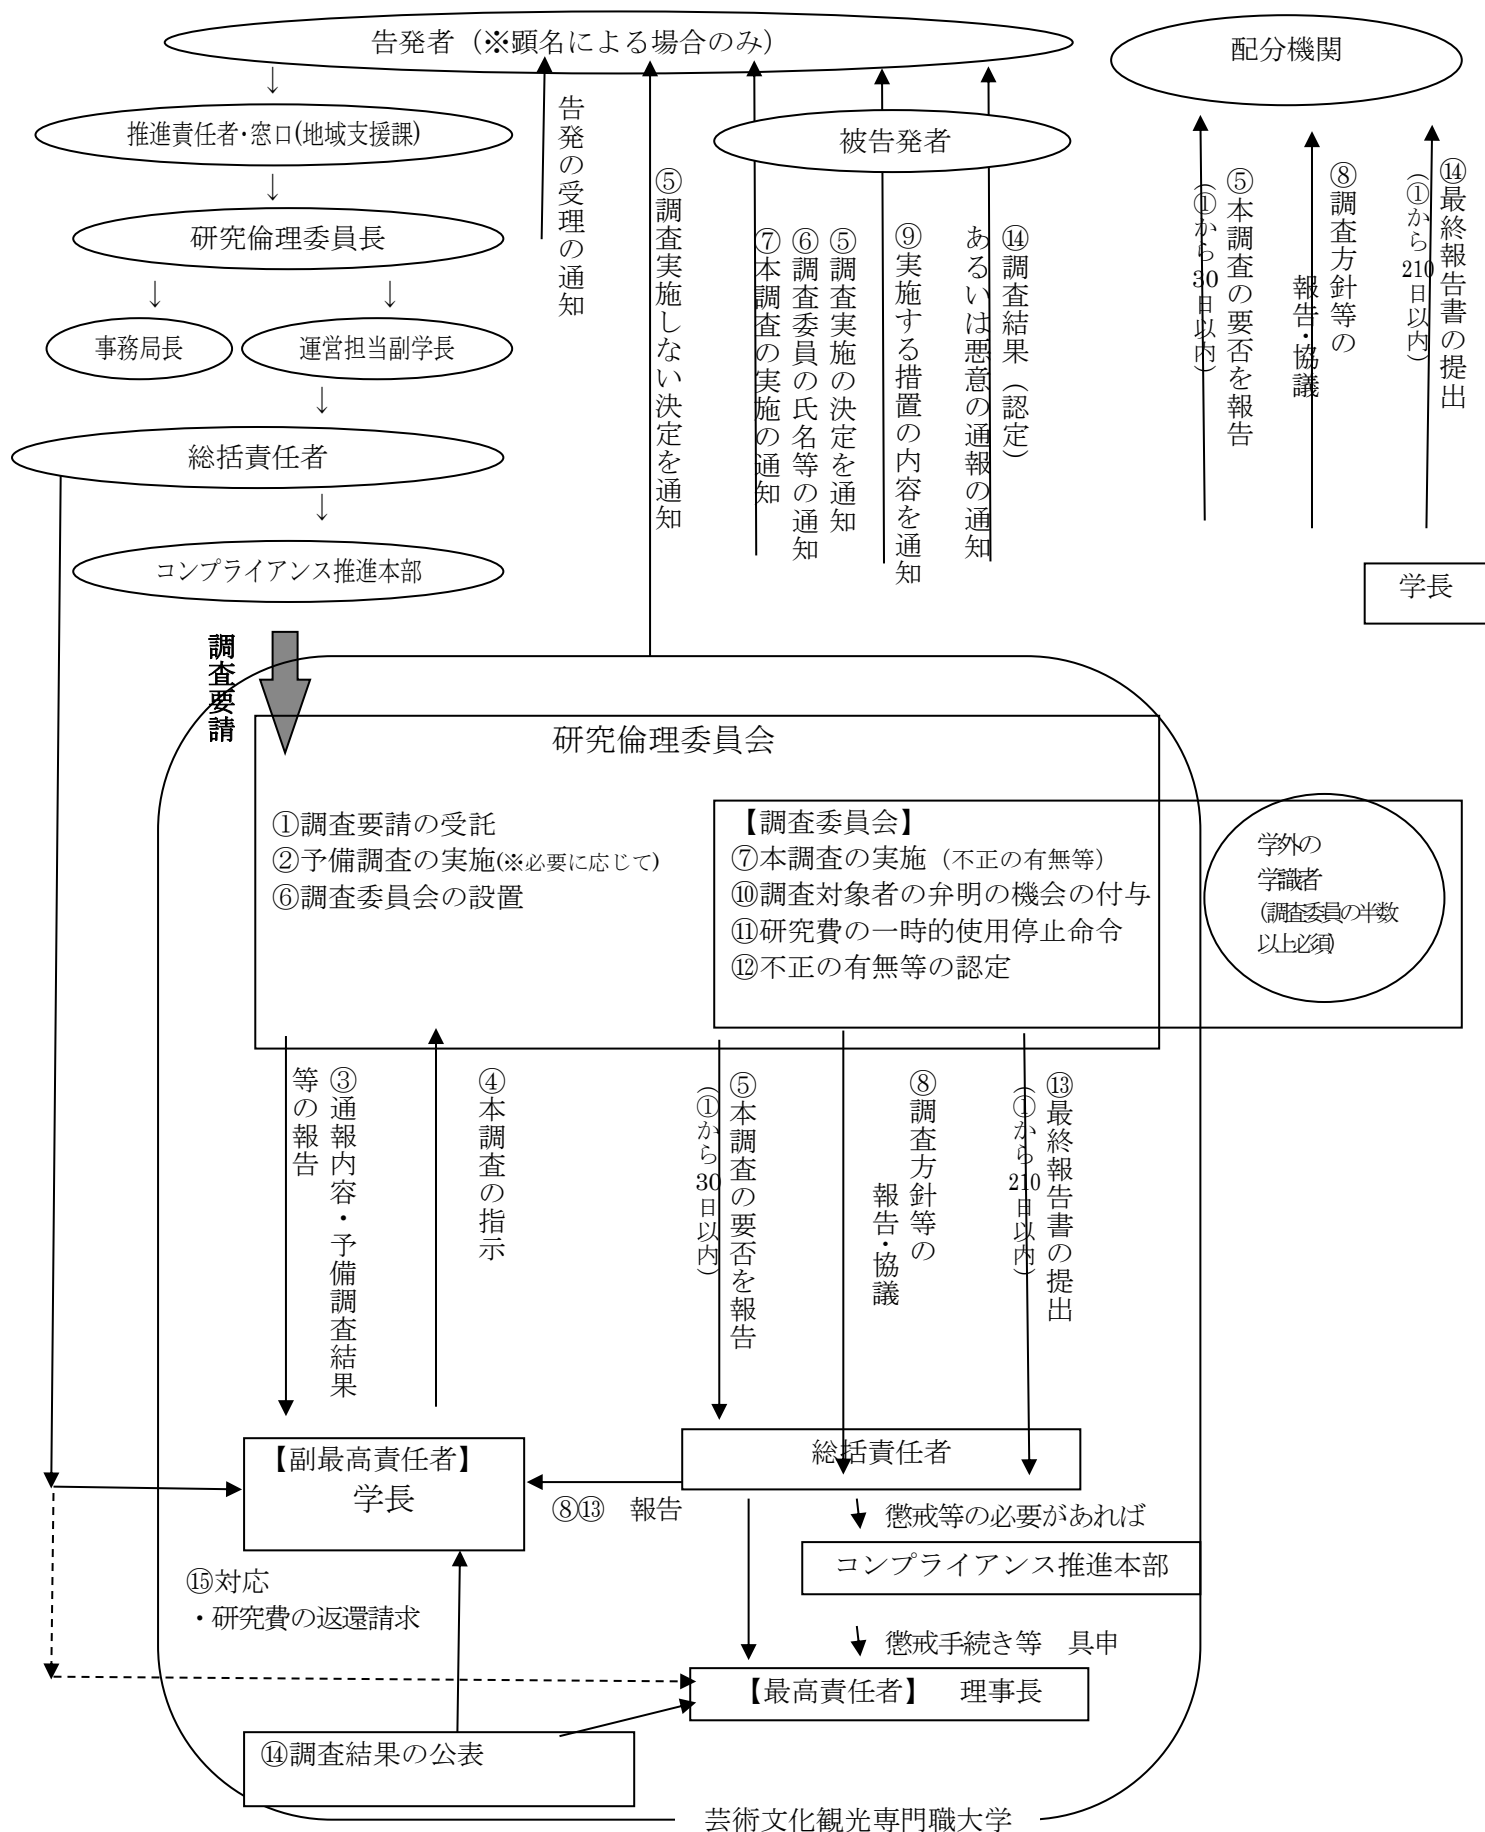 告発者（※顕名による場合のみ）
配分機関
↓
推進責任者・窓口(地域支援課)
被告発者
↓
研究倫理委員長
↓
↓
事務局長
運営担当副学長
↓
総括責任者
↓
コンプライアンス推進本部
告発の受理の通知
⑤調査実施しない決定を通知
⑤調査実施の決定を通知
⑥調査委員の氏名等の通知
⑦本調査の実施の通知
⑨実施する措置の内容を通知
⑭調査結果（認定）
あるいは悪意の通報の通知
⑤本調査の要否を報告
（①から30日以内）
⑧調査方針等の
報告・協議
⑭最終報告書の提出
（①から210日以内）
学長
調査要請
研究倫理委員会
①調査要請の受託
②予備調査の実施(※必要に応じて)
⑥調査委員会の設置
【調査委員会】
⑦本調査の実施（不正の有無等）
⑩調査対象者の弁明の機会の付与
⑪研究費の一時的使用停止命令
⑫不正の有無等の認定
学外の
学識者
(調査委員の半数
以上必須)
③通報内容・予備調査結果
等の報告
④本調査の指示
⑤本調査の要否を報告
（①から30日以内）
⑧調査方針等の
報告・協議
⑬最終報告書の提出
（①から210日以内）
【副最高責任者】
学長
総括責任者
⑧⑬　報告
懲戒等の必要があれば
コンプライアンス推進本部
⑮対応
・研究費の返還請求
懲戒手続き等　具申
【最高責任者】　理事長
⑭調査結果の公表
芸術文化観光専門職大学